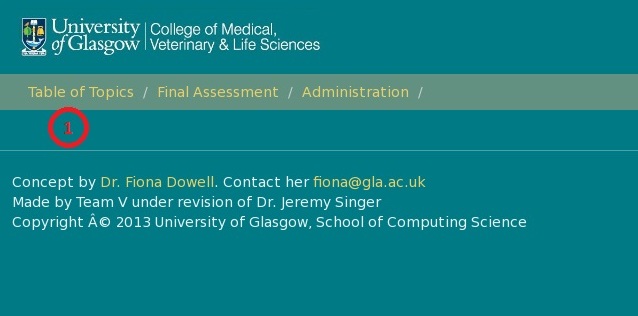 University of Glasgow
College of Medical, Veterinary & Life Sciences
Table of Topics / Final Assessment / Administration /
1
Concept by Dr. Fiona Dowell. Contact her fiona@gla.ac.uk
Made by Team V under revision of Dr. Jeremy Singer
Copyright Â© 2013 University of Glasgow, School of Computing Science